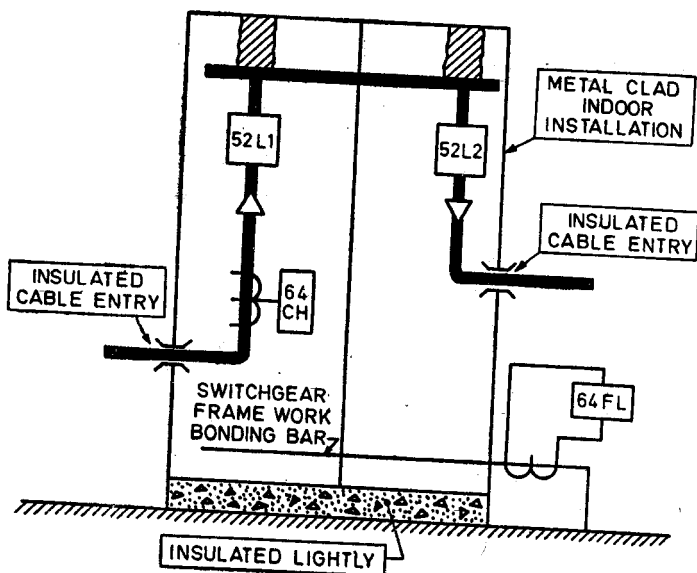 METAL CLAD
INDOOR
INSTALLATION
52L1
52L2
INSULATED
CABLE ENTRY
INSULATED
CABLE ENTRY
64
CH
SWITCHGEAR
FRAME WORK
BONDING BAR
64FL
INSULATED LIGHTLY